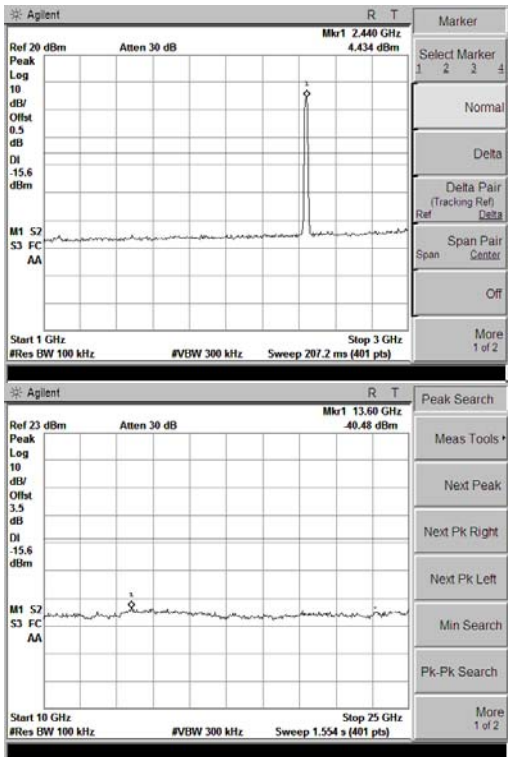 Agilent R T
Mkr1 2.440 GHz
Ref 20 dBm Atten 30 dB 4.434 dBm
Peak
Log
10
dB/
Offst
0.5
dB
DI
-15.6
dBm
1
M1 S2
S3 FC
AA
Start 1 GHz Stop 3 GHz
#Res BW 100 kHz #VBW 300 kHz Sweep 207.2 ms (401 pts)
Marker
Select Marker
1 2 3 4
Normal
Delta
Delta Pair
(Tracking Ref)
Ref Delta
Span Pair
Span Center
Off
More
1 of 2
Agilent R T
Mkr1 13.60 GHz
Ref 23 dBm Atten 30 dB -40.48 dBm
Peak
Log
10
dB/
Offst
3.5
dB
DI
-15.6
dBm
1
M1 S2
S3 FC
AA
Start 10 GHz Stop 25 GHz
#Res BW 100 kHz #VBW 300 kHz Sweep 1.554 s (401 pts)
Peak Search
Meas Tools
Next Peak
Next Pk Right
Next Pk Left
Min Search
Pk-Pk Search
More
1 of 2